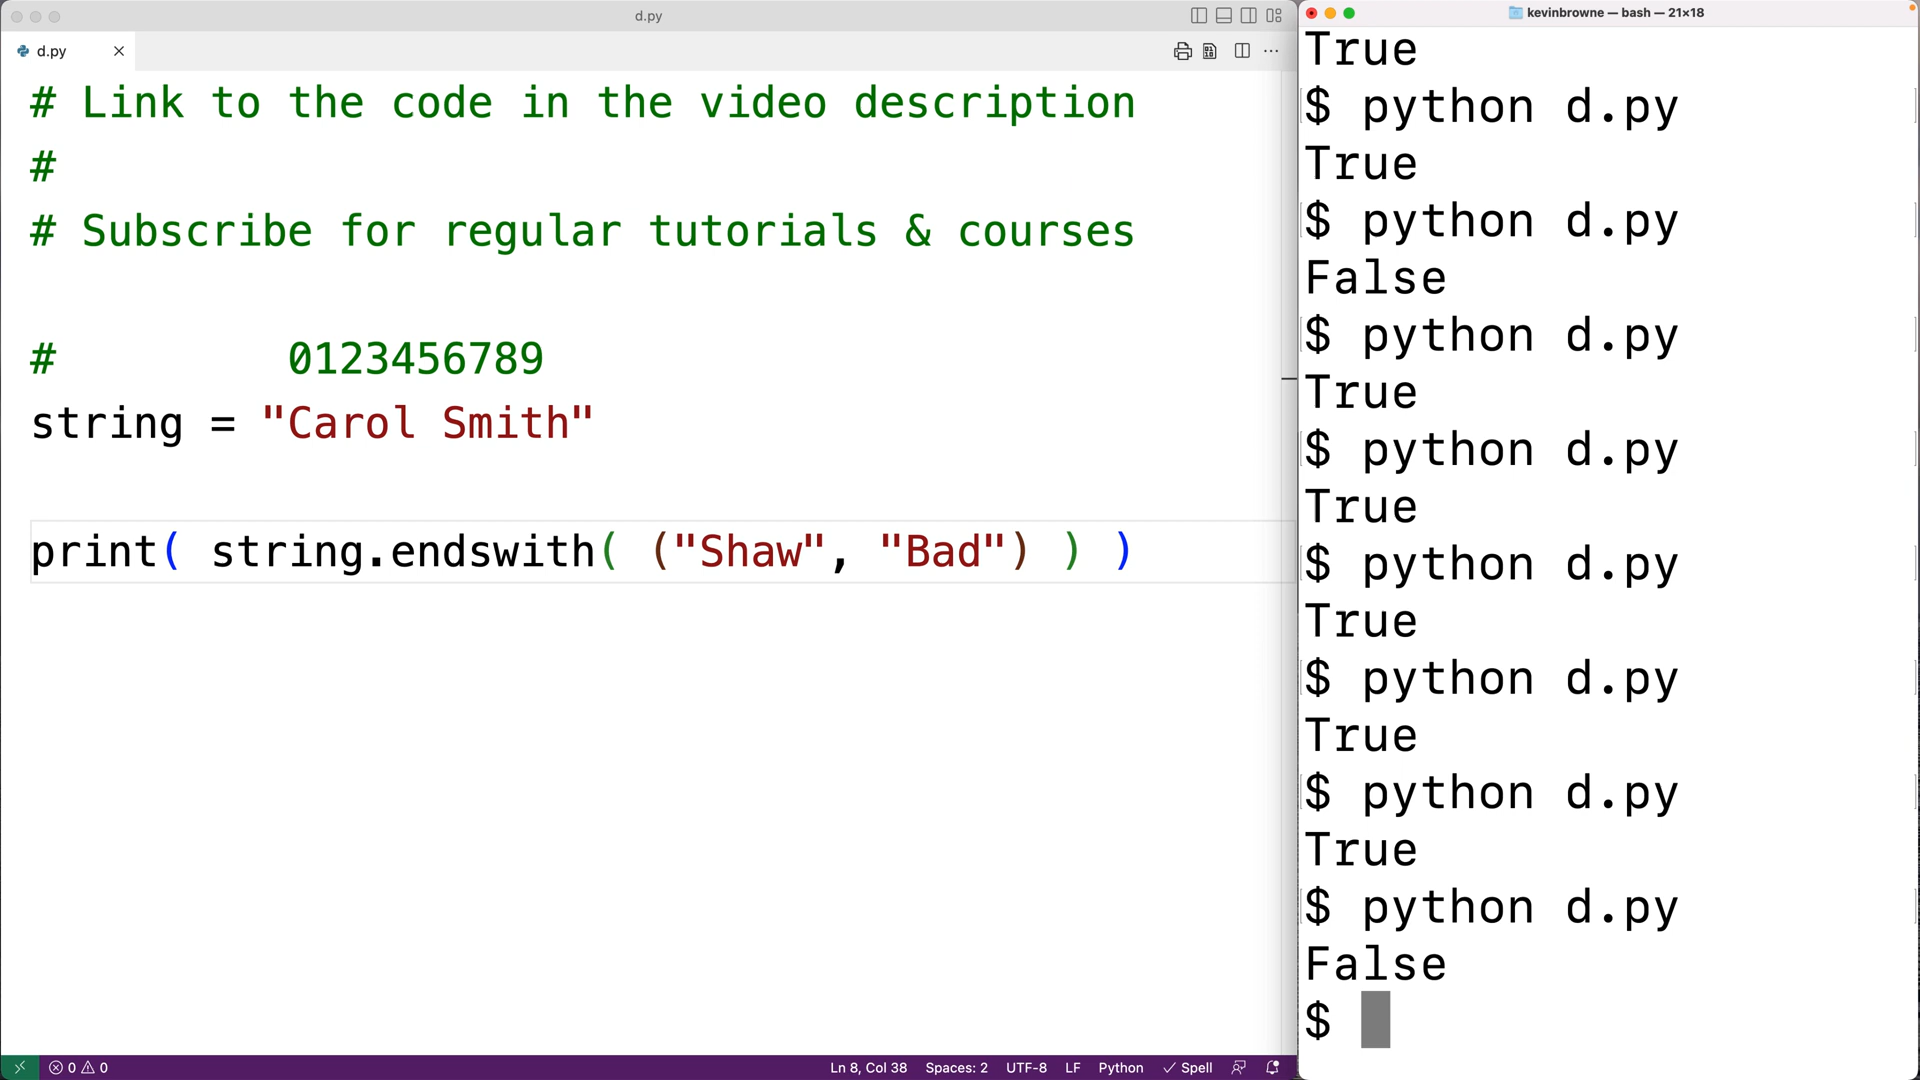 d.py
d.py
# Link to the code in the video description
#
# Subscribe for regular tutorials & courses
# 0123456789
string = "Carol Smith"
print( string.endswith( ("Shaw", "Bad") ) )
0 0
Ln 8, Col 38 Spaces: 2 UTF-8 LF Python Spell
kevinbrowne — bash — 21×18
True
$ python d.py
True
$ python d.py
False
$ python d.py
True
$ python d.py
True
$ python d.py
True
$ python d.py
True
$ python d.py
True
$ python d.py
False
$